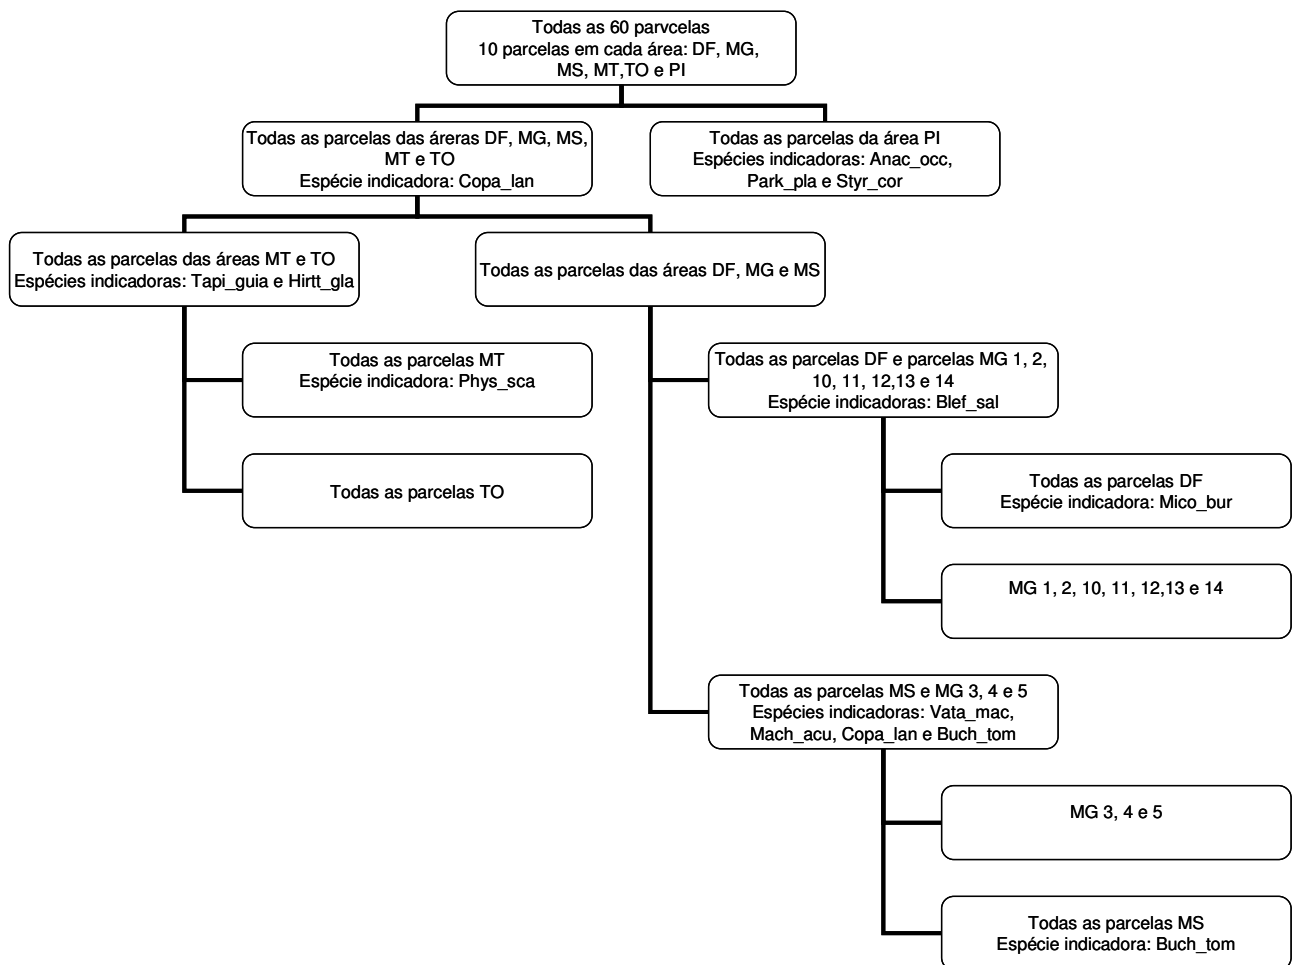 Todas as 60 parvcelas
10 parcelas em cada área: DF, MG,
MS, MT,TO e PI
Todas as parcelas das áreras DF, MG, MS,
MT e TO
Espécie indicadora: Copa_lan
Todas as parcelas da área PI
Espécies indicadoras: Anac_occ,
Park_pla e Styr_cor
Todas as parcelas das áreas MT e TO
Espécies indicadoras: Tapi_guia e Hirtt_gla
Todas as parcelas das áreas DF, MG e MS
Todas as parcelas MT
Espécie indicadora: Phys_sca
Todas as parcelas TO
Todas as parcelas DF e parcelas MG 1, 2,
10, 11, 12,13 e 14
Espécie indicadoras: Blef_sal
Todas as parcelas DF
Espécie indicadora: Mico_bur
MG 1, 2, 10, 11, 12,13 e 14
Todas as parcelas MS e MG 3, 4 e 5
Espécies indicadoras: Vata_mac,
Mach_acu, Copa_lan e Buch_tom
MG 3, 4 e 5
Todas as parcelas MS
Espécie indicadora: Buch_tom